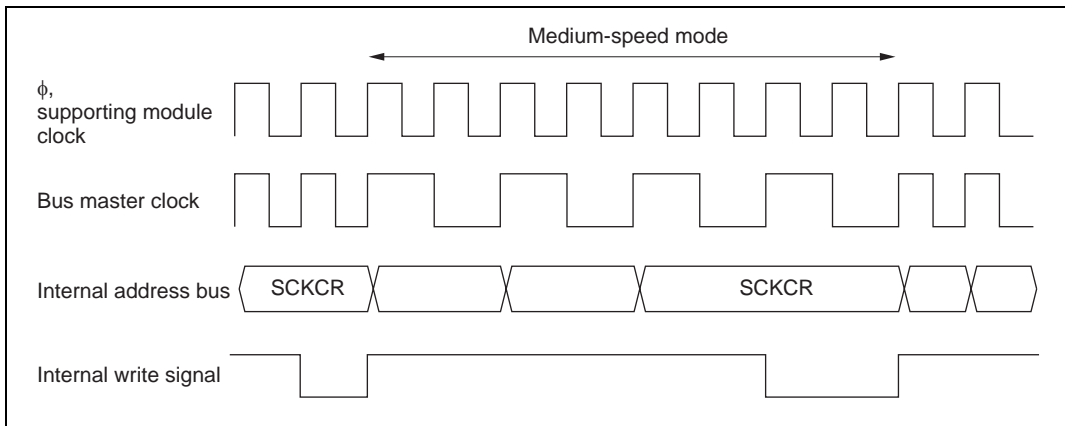 Medium-speed mode
ϕ,
supporting module
clock
Bus master clock
Internal address bus
SCKCR
SCKCR
Internal write signal